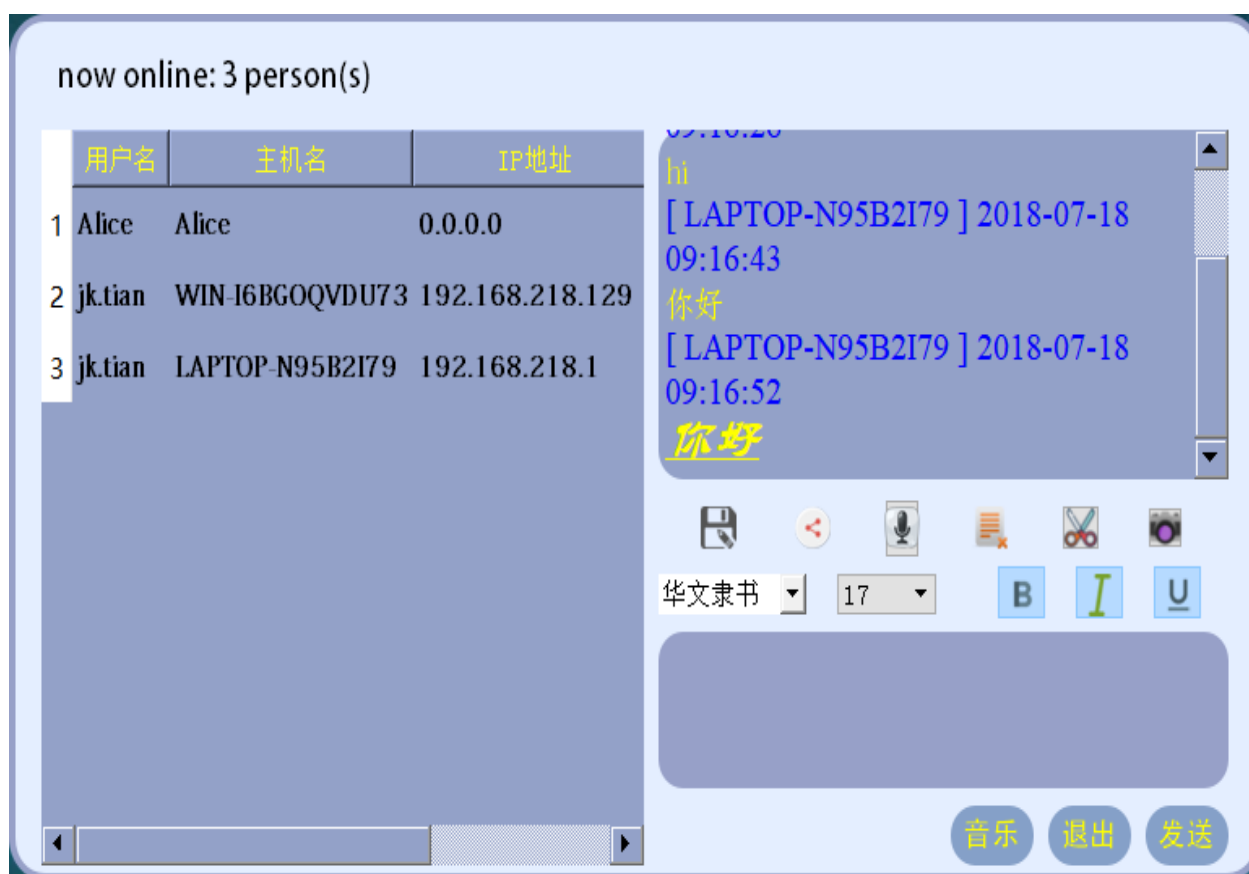 now online: 3 person(s)
用户名 主机名 IP地址
1 Alice Alice 0.0.0.0
2 jk.tian WIN-I6BGOQVDU73 192.168.218.129
3 jk.tian LAPTOP-N95B2I79 192.168.218.1
hi
[ LAPTOP-N95B2I79 ] 2018-07-18
09:16:43
你好
[ LAPTOP-N95B2I79 ] 2018-07-18
09:16:52
你好
华文隶书 17 B I U
音乐 退出 发送